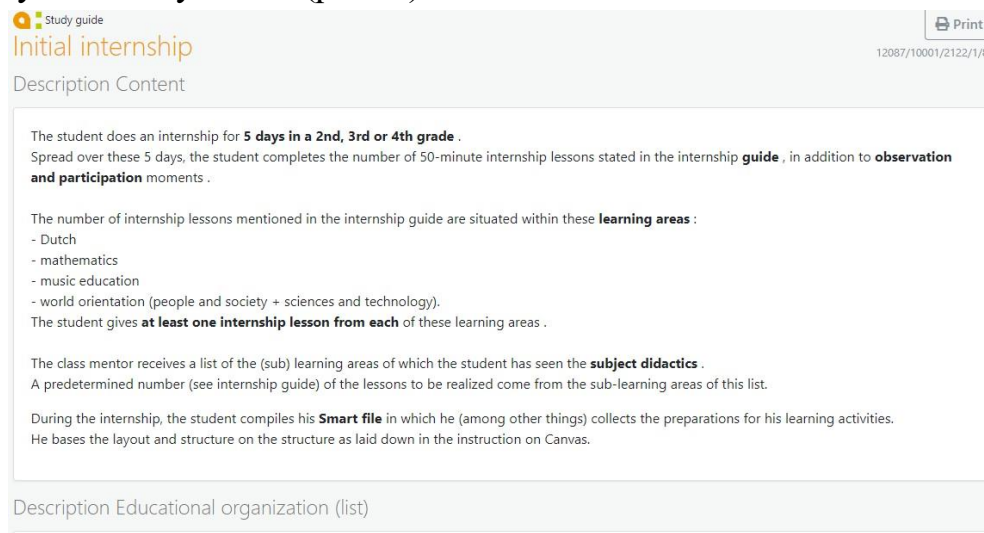 Study guide
Print
Initial internship
12087/10001/2122/1/8
Description Content
The student does an internship for 5 days in a 2nd, 3rd or 4th grade .
Spread over these 5 days, the student completes the number of 50-minute internship lessons stated in the internship guide , in addition to observation
and participation moments .
The number of internship lessons mentioned in the internship guide are situated within these learning areas :
- Dutch
- mathematics
- music education
- world orientation (people and society + sciences and technology).
The student gives at least one internship lesson from each of these learning areas .
The class mentor receives a list of the (sub) learning areas of which the student has seen the subject didactics .
A predetermined number (see internship guide) of the lessons to be realized come from the sub-learning areas of this list.
During the internship, the student compiles his Smart file in which he (among other things) collects the preparations for his learning activities.
He bases the layout and structure on the structure as laid down in the instruction on Canvas.
Description Educational organization (list)